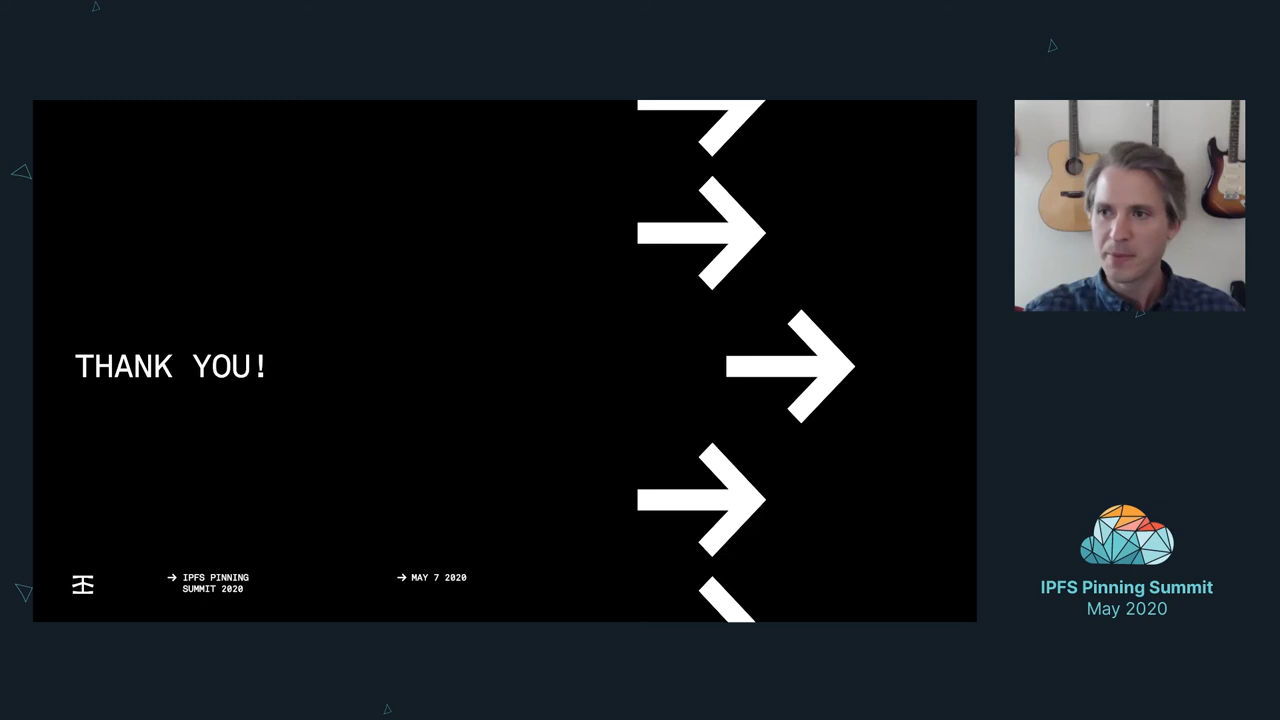 THANK YOU!
→ IPFS PINNING
SUMMIT 2020
→ MAY 7 2020
IPFS Pinning Summit
May 2020